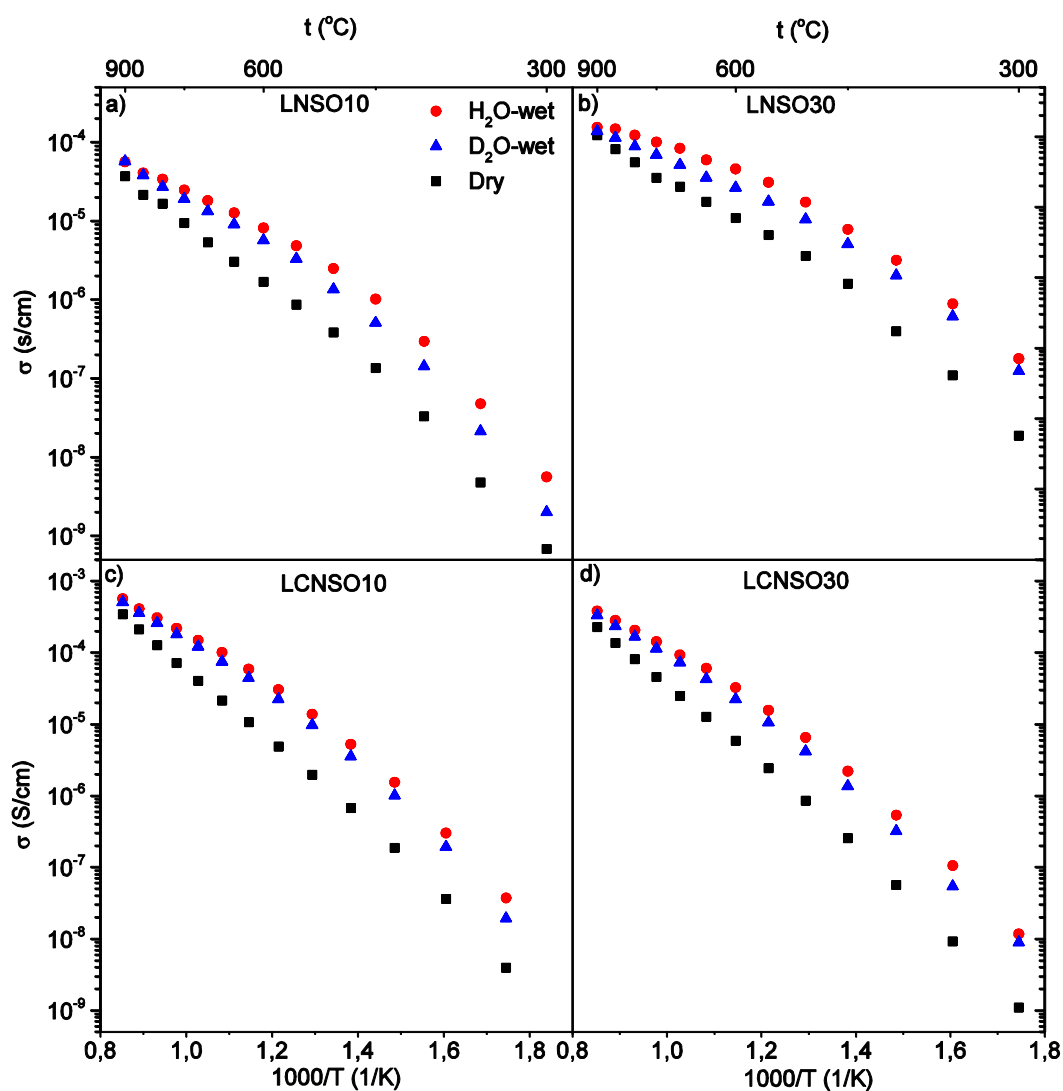 t (°C) t (°C)
900 600 300 900 600 300
a) LNSO10 b) LNSO30
H₂O-wet
D₂O-wet
Dry
10⁻⁴
10⁻⁵
10⁻⁶
10⁻⁷
10⁻⁸
10⁻⁹
σ (s/cm)
c) LCNSO10 d) LCNSO30
10⁻³
10⁻⁴
10⁻⁵
10⁻⁶
10⁻⁷
10⁻⁸
10⁻⁹
σ (S/cm)
0,8 1,0 1,2 1,4 1,6 1,8 0,8 1,0 1,2 1,4 1,6 1,8
1000/T (1/K) 1000/T (1/K)